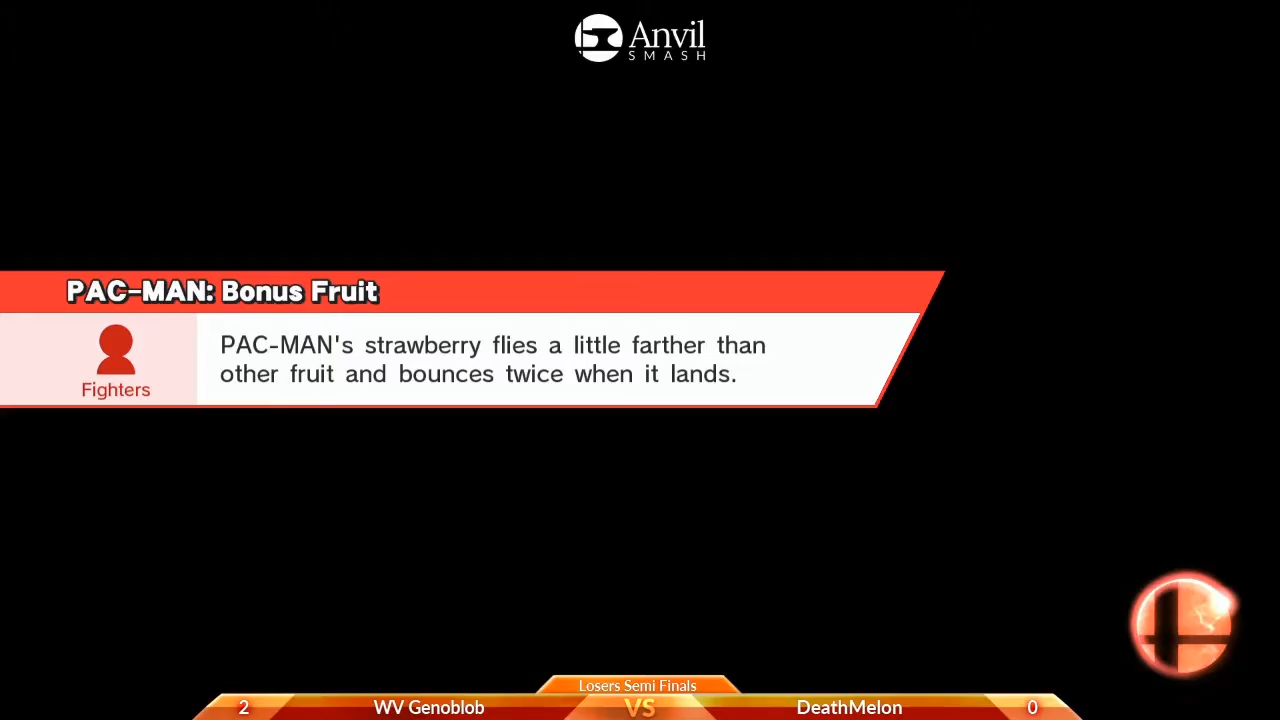 Anvil
SMASH
PAC-MAN: Bonus Fruit
Fighters
PAC-MAN's strawberry flies a little farther than
other fruit and bounces twice when it lands.
Losers Semi Finals
2 WV Genoblob VS DeathMelon 0